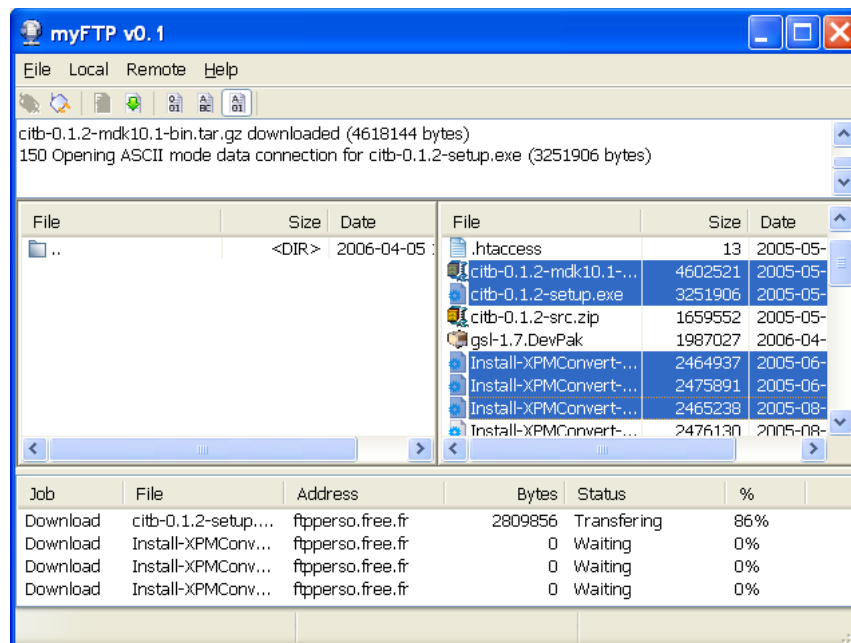 myFTP v0.1
File Local Remote Help
citb-0.1.2-mdk10.1-bin.tar.gz downloaded (4618144 bytes)
150 Opening ASCII mode data connection for citb-0.1.2-setup.exe (3251906 bytes)
File Size Date
.. <DIR> 2006-04-05
File Size Date
.htaccess 13 2005-05-
citb-0.1.2-mdk10.1-... 4602521 2005-05-
citb-0.1.2-setup.exe 3251906 2005-05-
citb-0.1.2-src.zip 1659552 2005-05-
gsl-1.7.DevPak 1987027 2006-04-
Install-XPMConvert-... 2464937 2005-06-
Install-XPMConvert-... 2475891 2005-06-
Install-XPMConvert-... 2465238 2005-08-
Install-XPMConvert-... 2476130 2005-08-
Job File Address Bytes Status %
Download citb-0.1.2-setup.... ftpperso.free.fr 2809856 Transfering 86%
Download Install-XPMConv... ftpperso.free.fr 0 Waiting 0%
Download Install-XPMConv... ftpperso.free.fr 0 Waiting 0%
Download Install-XPMConv... ftpperso.free.fr 0 Waiting 0%